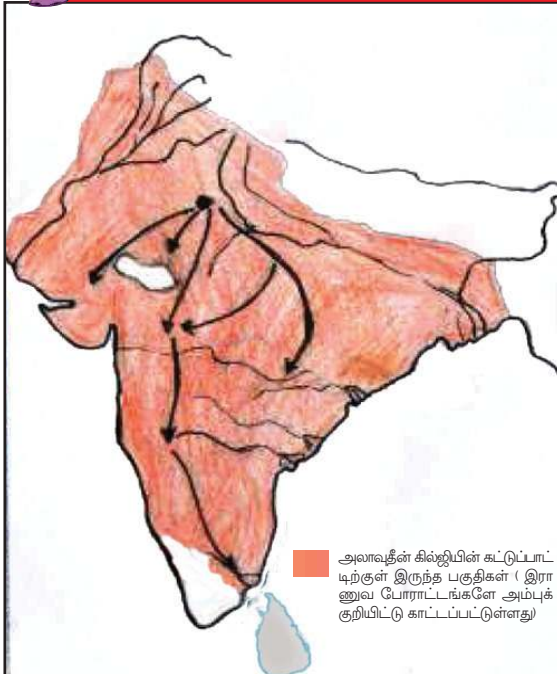 அலாவுதீன் கில்ஜியின் கட்டுப்பாட்
டிற்குள் இருந்த பகுதிகள் ( இரா
ணுவ போராட்டங்களே அம்புக்
குறியிட்டு காட்டப்பட்டுள்ளது)